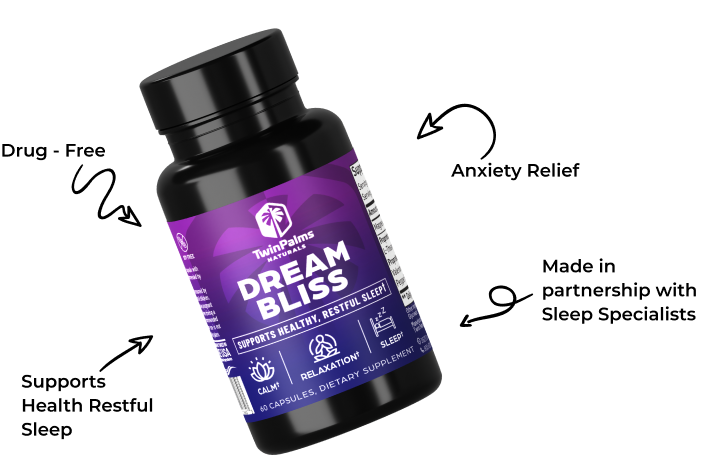 Drug - Free
Anxiety Relief
Made in
partnership with
Sleep Specialists
Supports
Health Restful
Sleep
TwinPalms
NATURALS
DREAM
BLISS
SUPPORTS HEALTHY, RESTFUL SLEEP†
CALM†
RELAXATION†
SLEEP†
60 CAPSULES, DIETARY SUPPLEMENT